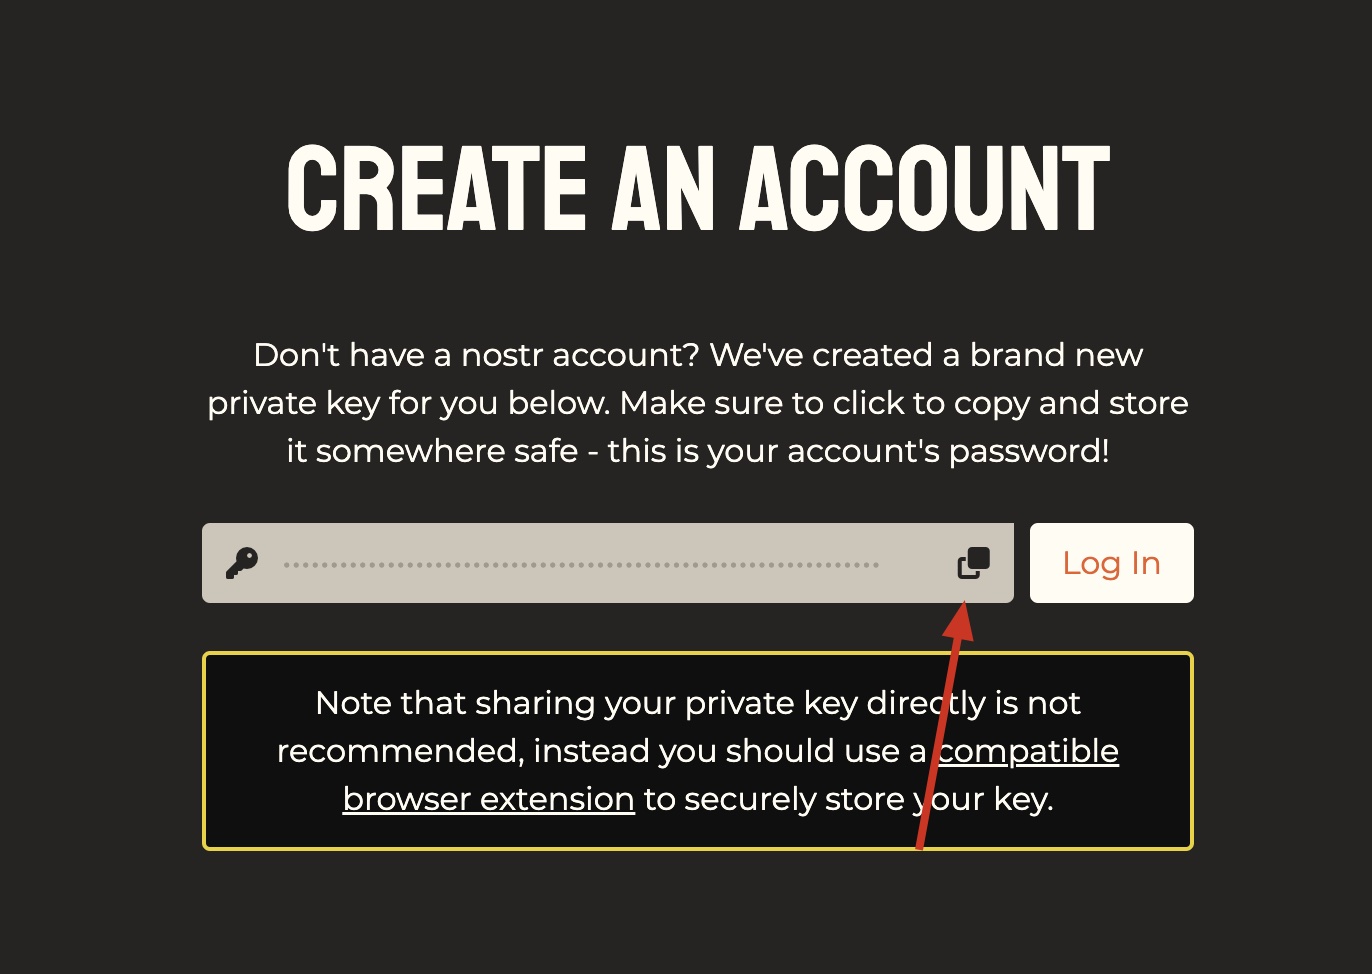 CREATE AN ACCOUNT
Don't have a nostr account? We've created a brand new
private key for you below. Make sure to click to copy and store
it somewhere safe - this is your account's password!
Log In
Note that sharing your private key directly is not
recommended, instead you should use a compatible
browser extension to securely store your key.